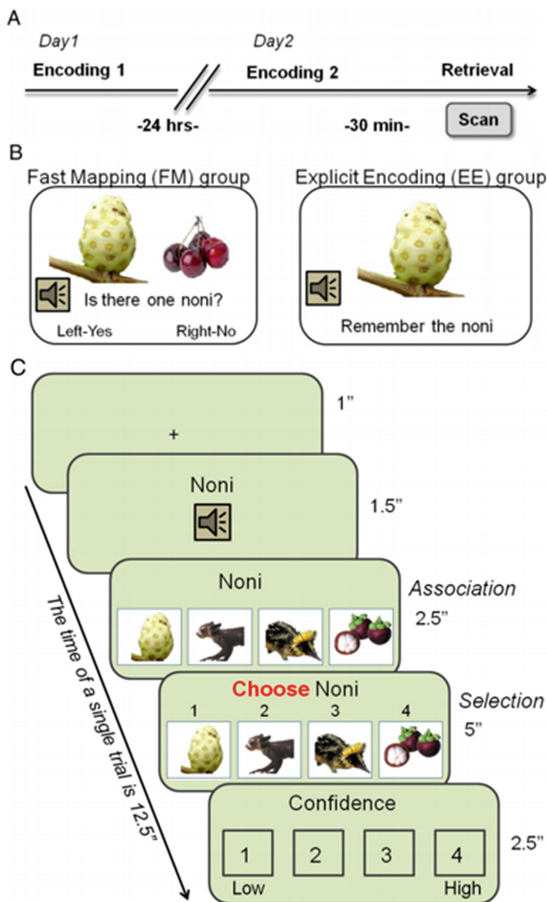 A
Day1
Day2
Encoding 1
Encoding 2
Retrieval
-24 hrs-
-30 min-
Scan
B
Fast Mapping (FM) group
Explicit Encoding (EE) group
Is there one noni?
Left-Yes
Right-No
Remember the noni
C
+
1”
Noni
1.5”
Noni
Association
2.5”
Choose Noni
1 2 3 4
Selection
5”
Confidence
1 2 3 4
Low
High
2.5”
The time of a single trial is 12.5”